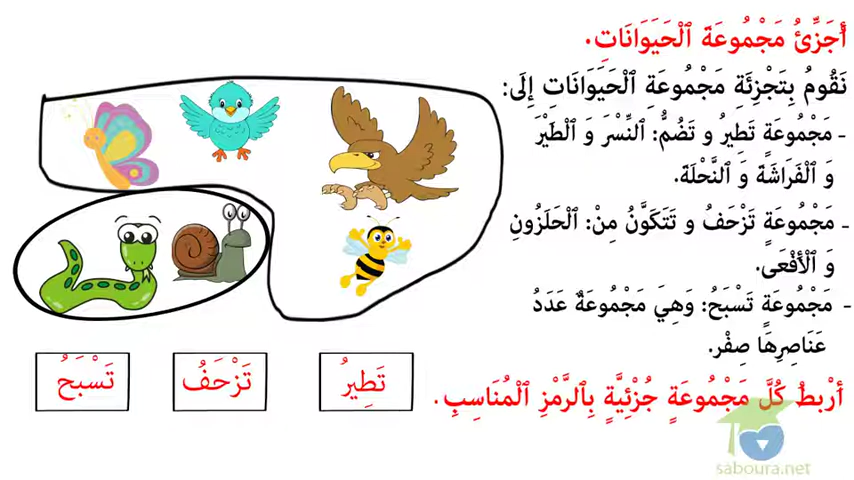 أُجَزِّئُ مَجْمُوعَةَ ٱلْحَيَوَانَاتِ.
نَقُومُ بِتَجْزِئَةِ مَجْمُوعَةِ ٱلْحَيَوَانَاتِ إِلَى:
- مَجْمُوعَةٍ تَطِيرُ و تَضُمُّ: ٱلنِّسْرَ وَ ٱلْطَيْرَ
وَ ٱلْفَرَاشَةَ وَ ٱلنَّحْلَةَ.
- مَجْمُوعَةٍ تَزْحَفُ و تَتَكَوَّنُ مِنْ: ٱلْحَلَزُونِ
وَ ٱلْأَفْعَى.
- مَجْمُوعَةٍ تَسْبَحُ: وَهِيَ مَجْمُوعَةٌ عَدَدُ
عَنَاصِرِهَا صِفْر.
تَطِيرُ
تَزْحَفُ
تَسْبَحُ
أَرْبِطُ كُلَّ مَجْمُوعَةٍ جُزْئِيَّةٍ بِٱلرَّمْزِ ٱلْمُنَاسِبِ.
saboura.net